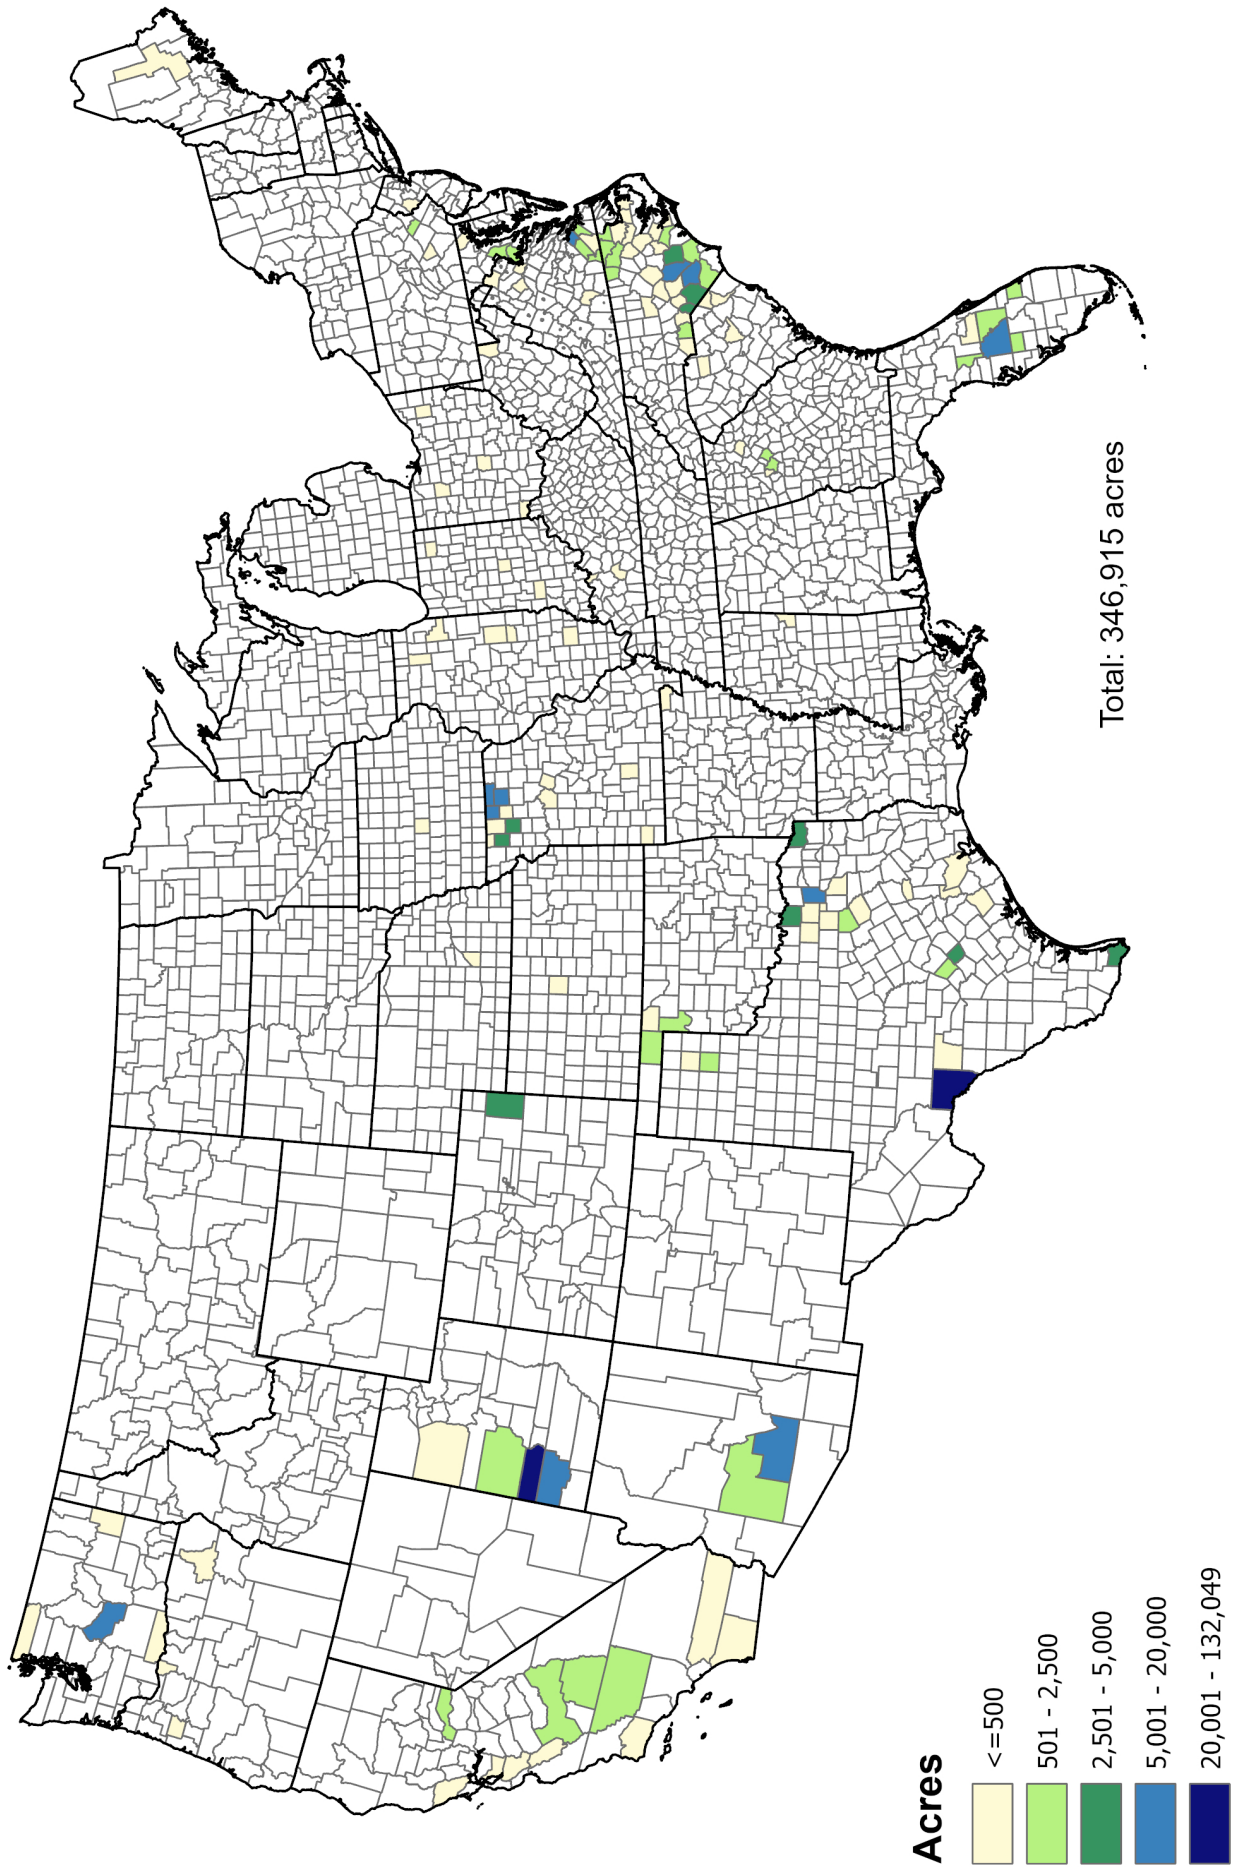 Total: 346,915 acres
Acres
<=500
501 - 2,500
2,501 - 5,000
5,001 - 20,000
20,001 - 132,049